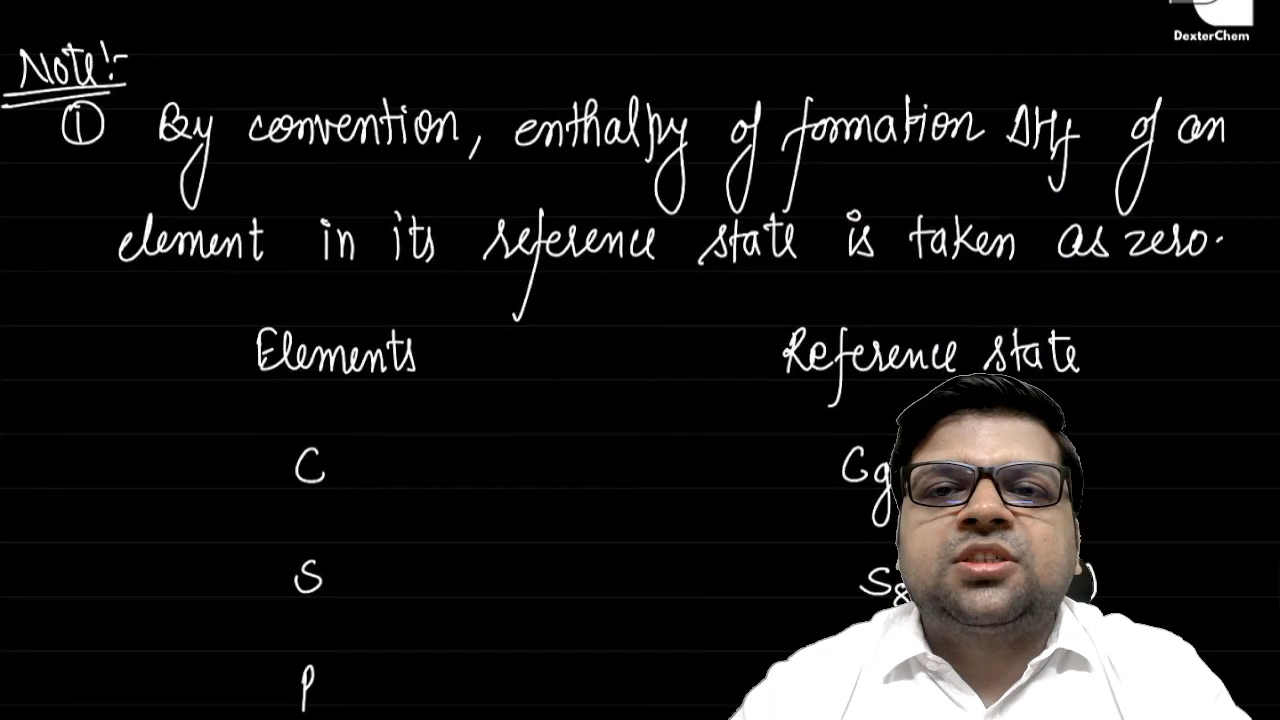 DexterChem
Note:-
① By convention, enthalpy of formation ΔHf of an
element in its reference state is taken as zero.
Elements Reference state
C
S
P